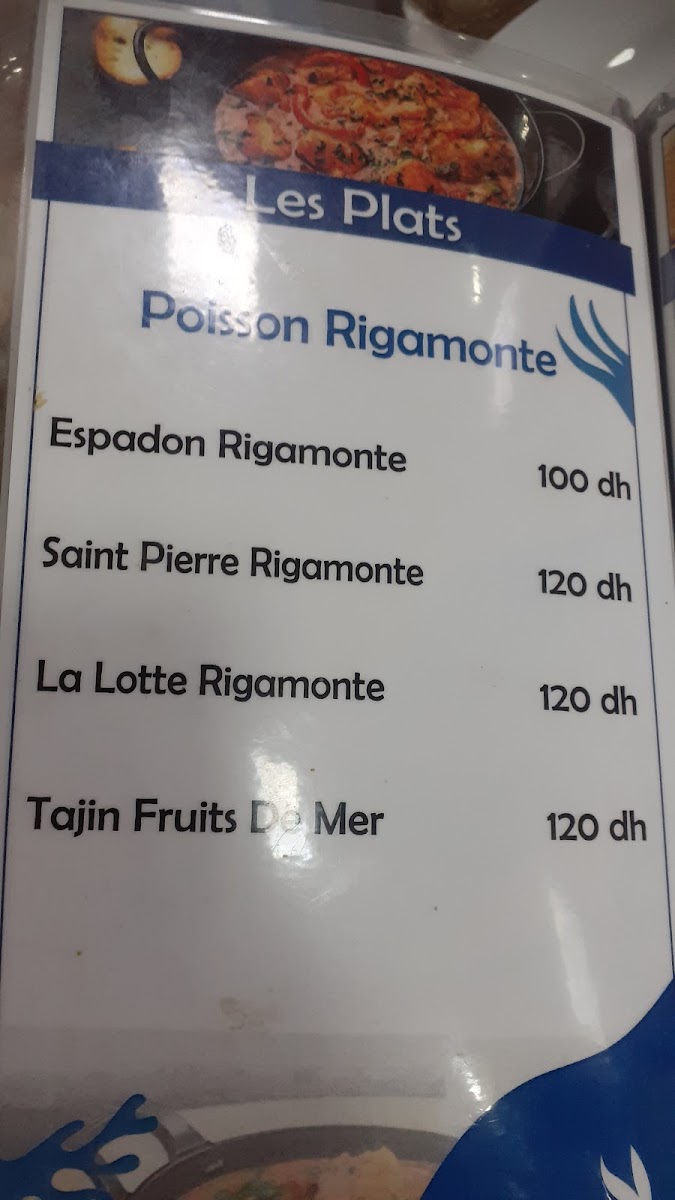 Les Plats
Poisson Rigamonte
Espadon Rigamonte 100 dh
Saint Pierre Rigamonte 120 dh
La Lotte Rigamonte 120 dh
Tajin Fruits De Mer 120 dh